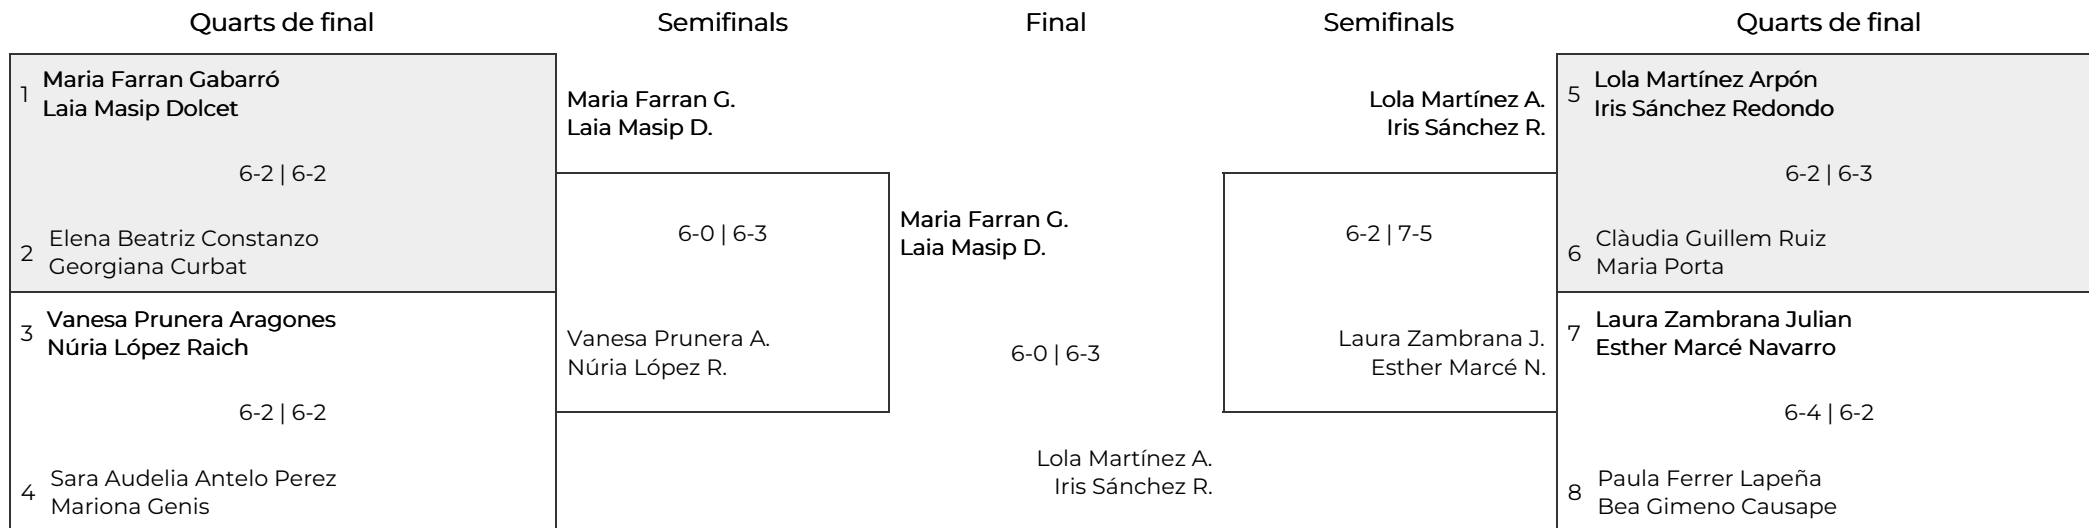 Quarts de final
Semifinals
Final
Semifinals
Quarts de final
1
Maria Farran Gabarró
Laia Masip Dolcet
6-2 | 6-2
2
Elena Beatriz Constanzo
Georgiana Curbat
3
Vanesa Prunera Aragones
Núria López Raich
6-2 | 6-2
4
Sara Audelia Antelo Perez
Mariona Genis
Maria Farran G.
Laia Masip D.
6-0 | 6-3
Vanesa Prunera A.
Núria López R.
Maria Farran G.
Laia Masip D.
6-0 | 6-3
Lola Martínez A.
Iris Sánchez R.
Lola Martínez A.
Iris Sánchez R.
6-2 | 7-5
Laura Zambrana J.
Esther Marcé N.
5
Lola Martínez Arpón
Iris Sánchez Redondo
6-2 | 6-3
6
Clàudia Guillem Ruiz
Maria Porta
7
Laura Zambrana Julian
Esther Marcé Navarro
6-4 | 6-2
8
Paula Ferrer Lapeña
Bea Gimeno Causape